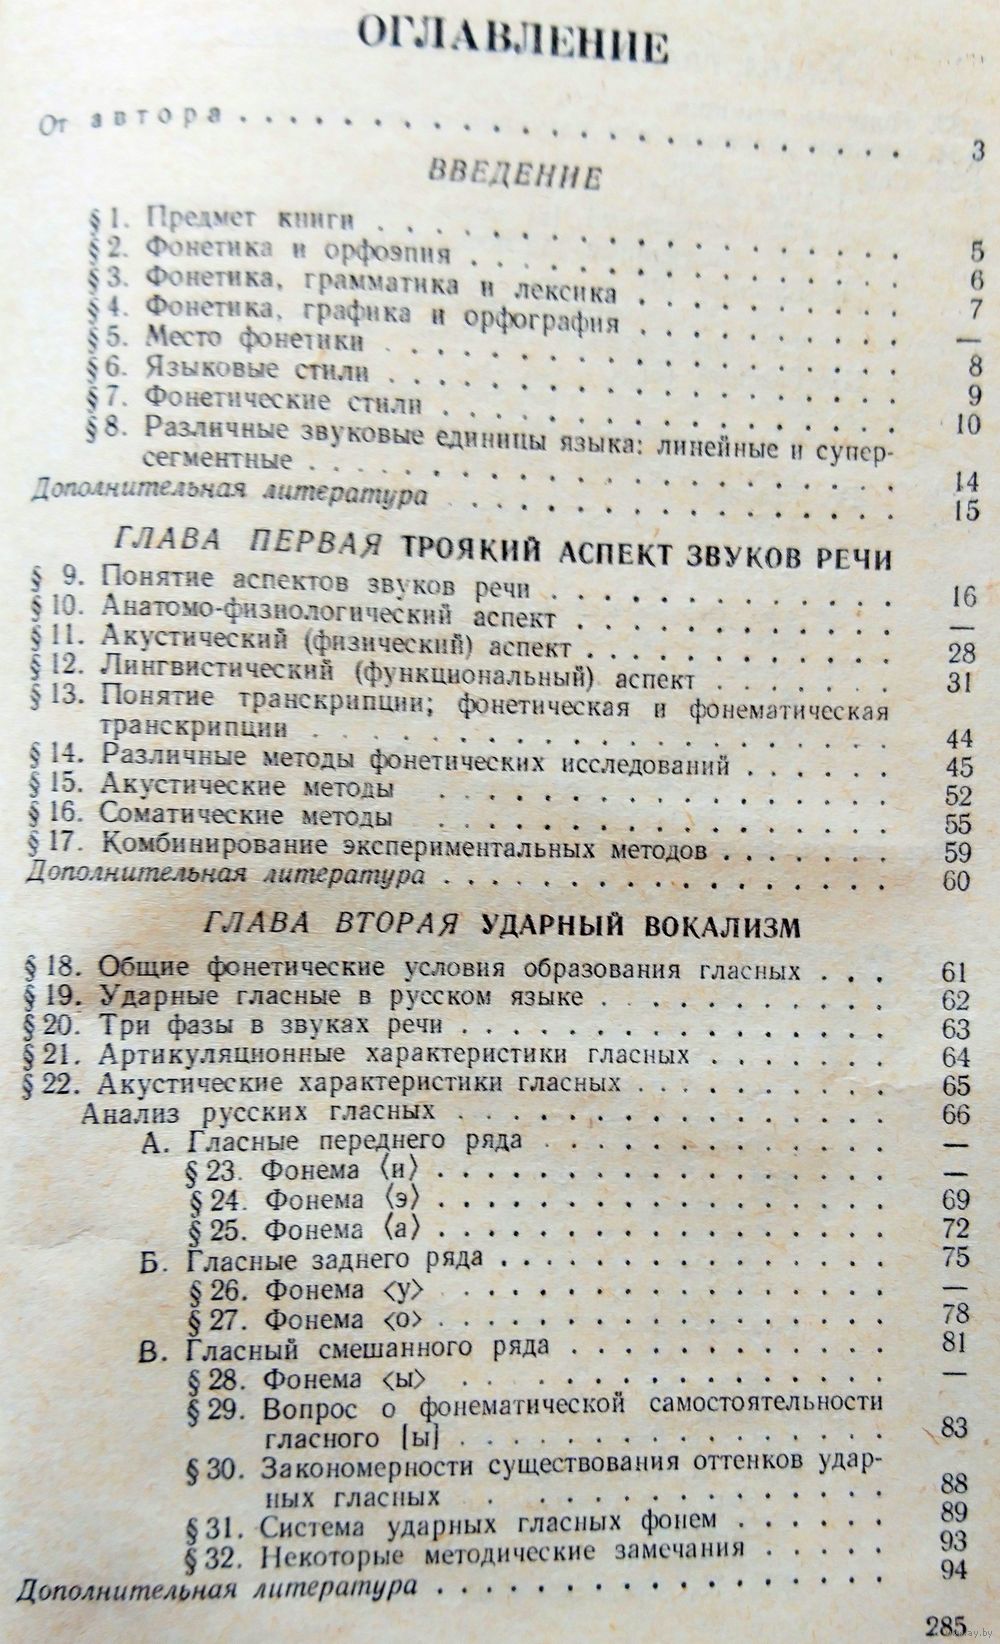 ОГЛАВЛЕНИЕ
От автора . . . . . . . . . . . . . . . . . . . . 3
ВВЕДЕНИЕ
§ 1. Предмет книги . . . . . . . . . . . . . . . 5
§ 2. Фонетика и орфоэпия . . . . . . . . . . . . 6
§ 3. Фонетика, грамматика и лексика . . . . . . . 7
§ 4. Фонетика, графика и орфография . . . . . . . —
§ 5. Место фонетики . . . . . . . . . . . . . . 8
§ 6. Языковые стили . . . . . . . . . . . . . . 9
§ 7. Фонетические стили . . . . . . . . . . . . 10
§ 8. Различные звуковые единицы языка: линейные и супер-
сегментные . . . . . . . . . . . . . . . . 14
Дополнительная литература . . . . . . . . . . . . 15
ГЛАВА ПЕРВАЯ ТРОЯКИЙ АСПЕКТ ЗВУКОВ РЕЧИ
§ 9. Понятие аспектов звуков речи . . . . . . . . . 16
§ 10. Анатомо-физиологический аспект . . . . . . . . —
§ 11. Акустический (физический) аспект . . . . . . . 28
§ 12. Лингвистический (функциональный) аспект . . . . . 31
§ 13. Понятие транскрипции; фонетическая и фонематическая
транскрипции . . . . . . . . . . . . . . . 44
§ 14. Различные методы фонетических исследований . . . . 45
§ 15. Акустические методы . . . . . . . . . . . . 52
§ 16. Соматические методы . . . . . . . . . . . . 55
§ 17. Комбинирование экспериментальных методов . . . . . 59
Дополнительная литература . . . . . . . . . . . . 60
ГЛАВА ВТОРАЯ УДАРНЫЙ ВОКАЛИЗМ
§ 18. Общие фонетические условия образования гласных . . . 61
§ 19. Ударные гласные в русском языке . . . . . . . . 62
§ 20. Три фазы в звуках речи . . . . . . . . . . . 63
§ 21. Артикуляционные характеристики гласных . . . . . 64
§ 22. Акустические характеристики гласных . . . . . . . 65
Анализ русских гласных . . . . . . . . . . . . 66
А. Гласные переднего ряда . . . . . . . . . . —
§ 23. Фонема ⟨и⟩ . . . . . . . . . . . . . —
§ 24. Фонема ⟨э⟩ . . . . . . . . . . . . . 69
§ 25. Фонема ⟨а⟩ . . . . . . . . . . . . . 72
Б. Гласные заднего ряда . . . . . . . . . . . 75
§ 26. Фонема <у> . . . . . . . . . . . . . —
§ 27. Фонема <о> . . . . . . . . . . . . . 78
В. Гласный смешанного ряда . . . . . . . . . 81
§ 28. Фонема <ы> . . . . . . . . . . . . . —
§ 29. Вопрос о фонематической самостоятельности
гласного [ы] . . . . . . . . . . . . . 83
§ 30. Закономерности существования оттенков удар-
ных гласных . . . . . . . . . . . . . 88
§ 31. Система ударных гласных фонем . . . . . . 89
§ 32. Некоторые методические замечания . . . . . 93
Дополнительная литература . . . . . . . . . . . . 94
285